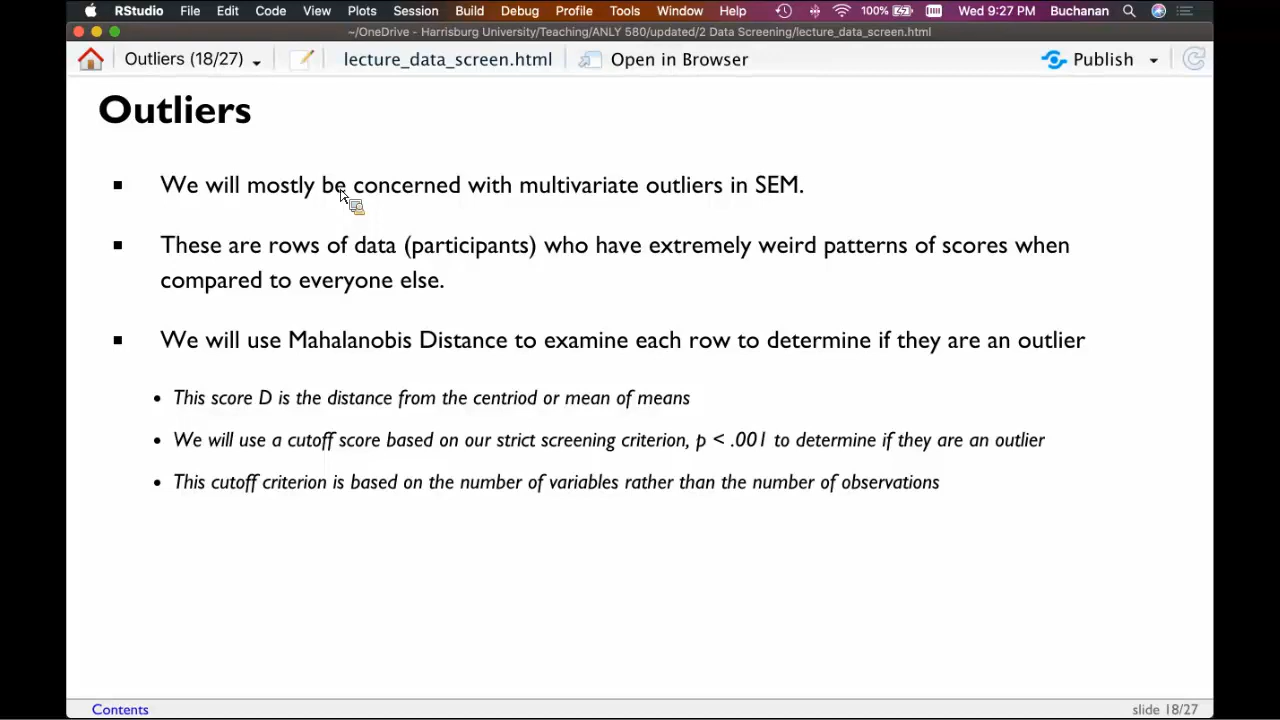 RStudio File Edit Code View Plots Session Build Debug Profile Tools Window Help 100% Wed 9:27 PM Buchanan
~/OneDrive - Harrisburg University/Teaching/ANLY 580/updated/2 Data Screening/lecture_data_screen.html
Outliers (18/27) lecture_data_screen.html Open in Browser Publish
Outliers
We will mostly be concerned with multivariate outliers in SEM.
These are rows of data (participants) who have extremely weird patterns of scores when
compared to everyone else.
We will use Mahalanobis Distance to examine each row to determine if they are an outlier
This score D is the distance from the centriod or mean of means
We will use a cutoff score based on our strict screening criterion, p < .001 to determine if they are an outlier
This cutoff criterion is based on the number of variables rather than the number of observations
Contents slide 18/27